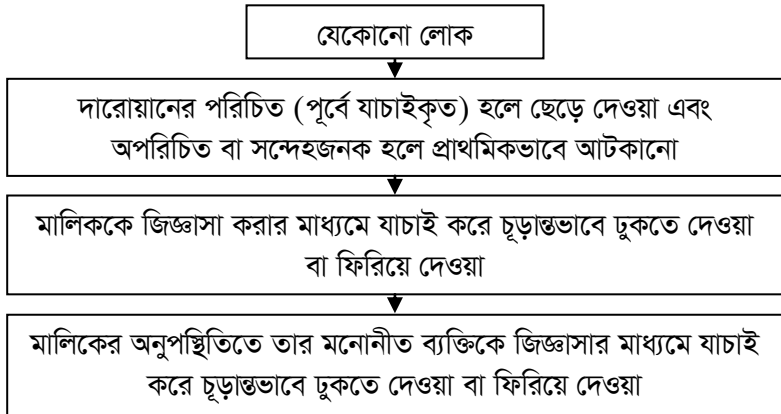 যেকোনো লোক
দারোয়ানের পরিচিত (পূর্বে যাচাইকৃত) হলে ছেড়ে দেওয়া এবং
অপরিচিত বা সন্দেহজনক হলে প্রাথমিকভাবে আটকানো
মালিককে জিজ্ঞাসা করার মাধ্যমে যাচাই করে চূড়ান্তভাবে ঢুকতে দেওয়া
বা ফিরিয়ে দেওয়া
মালিকের অনুপস্থিতিতে তার মনোনীত ব্যক্তিকে জিজ্ঞাসার মাধ্যমে যাচাই
করে চূড়ান্তভাবে ঢুকতে দেওয়া বা ফিরিয়ে দেওয়া